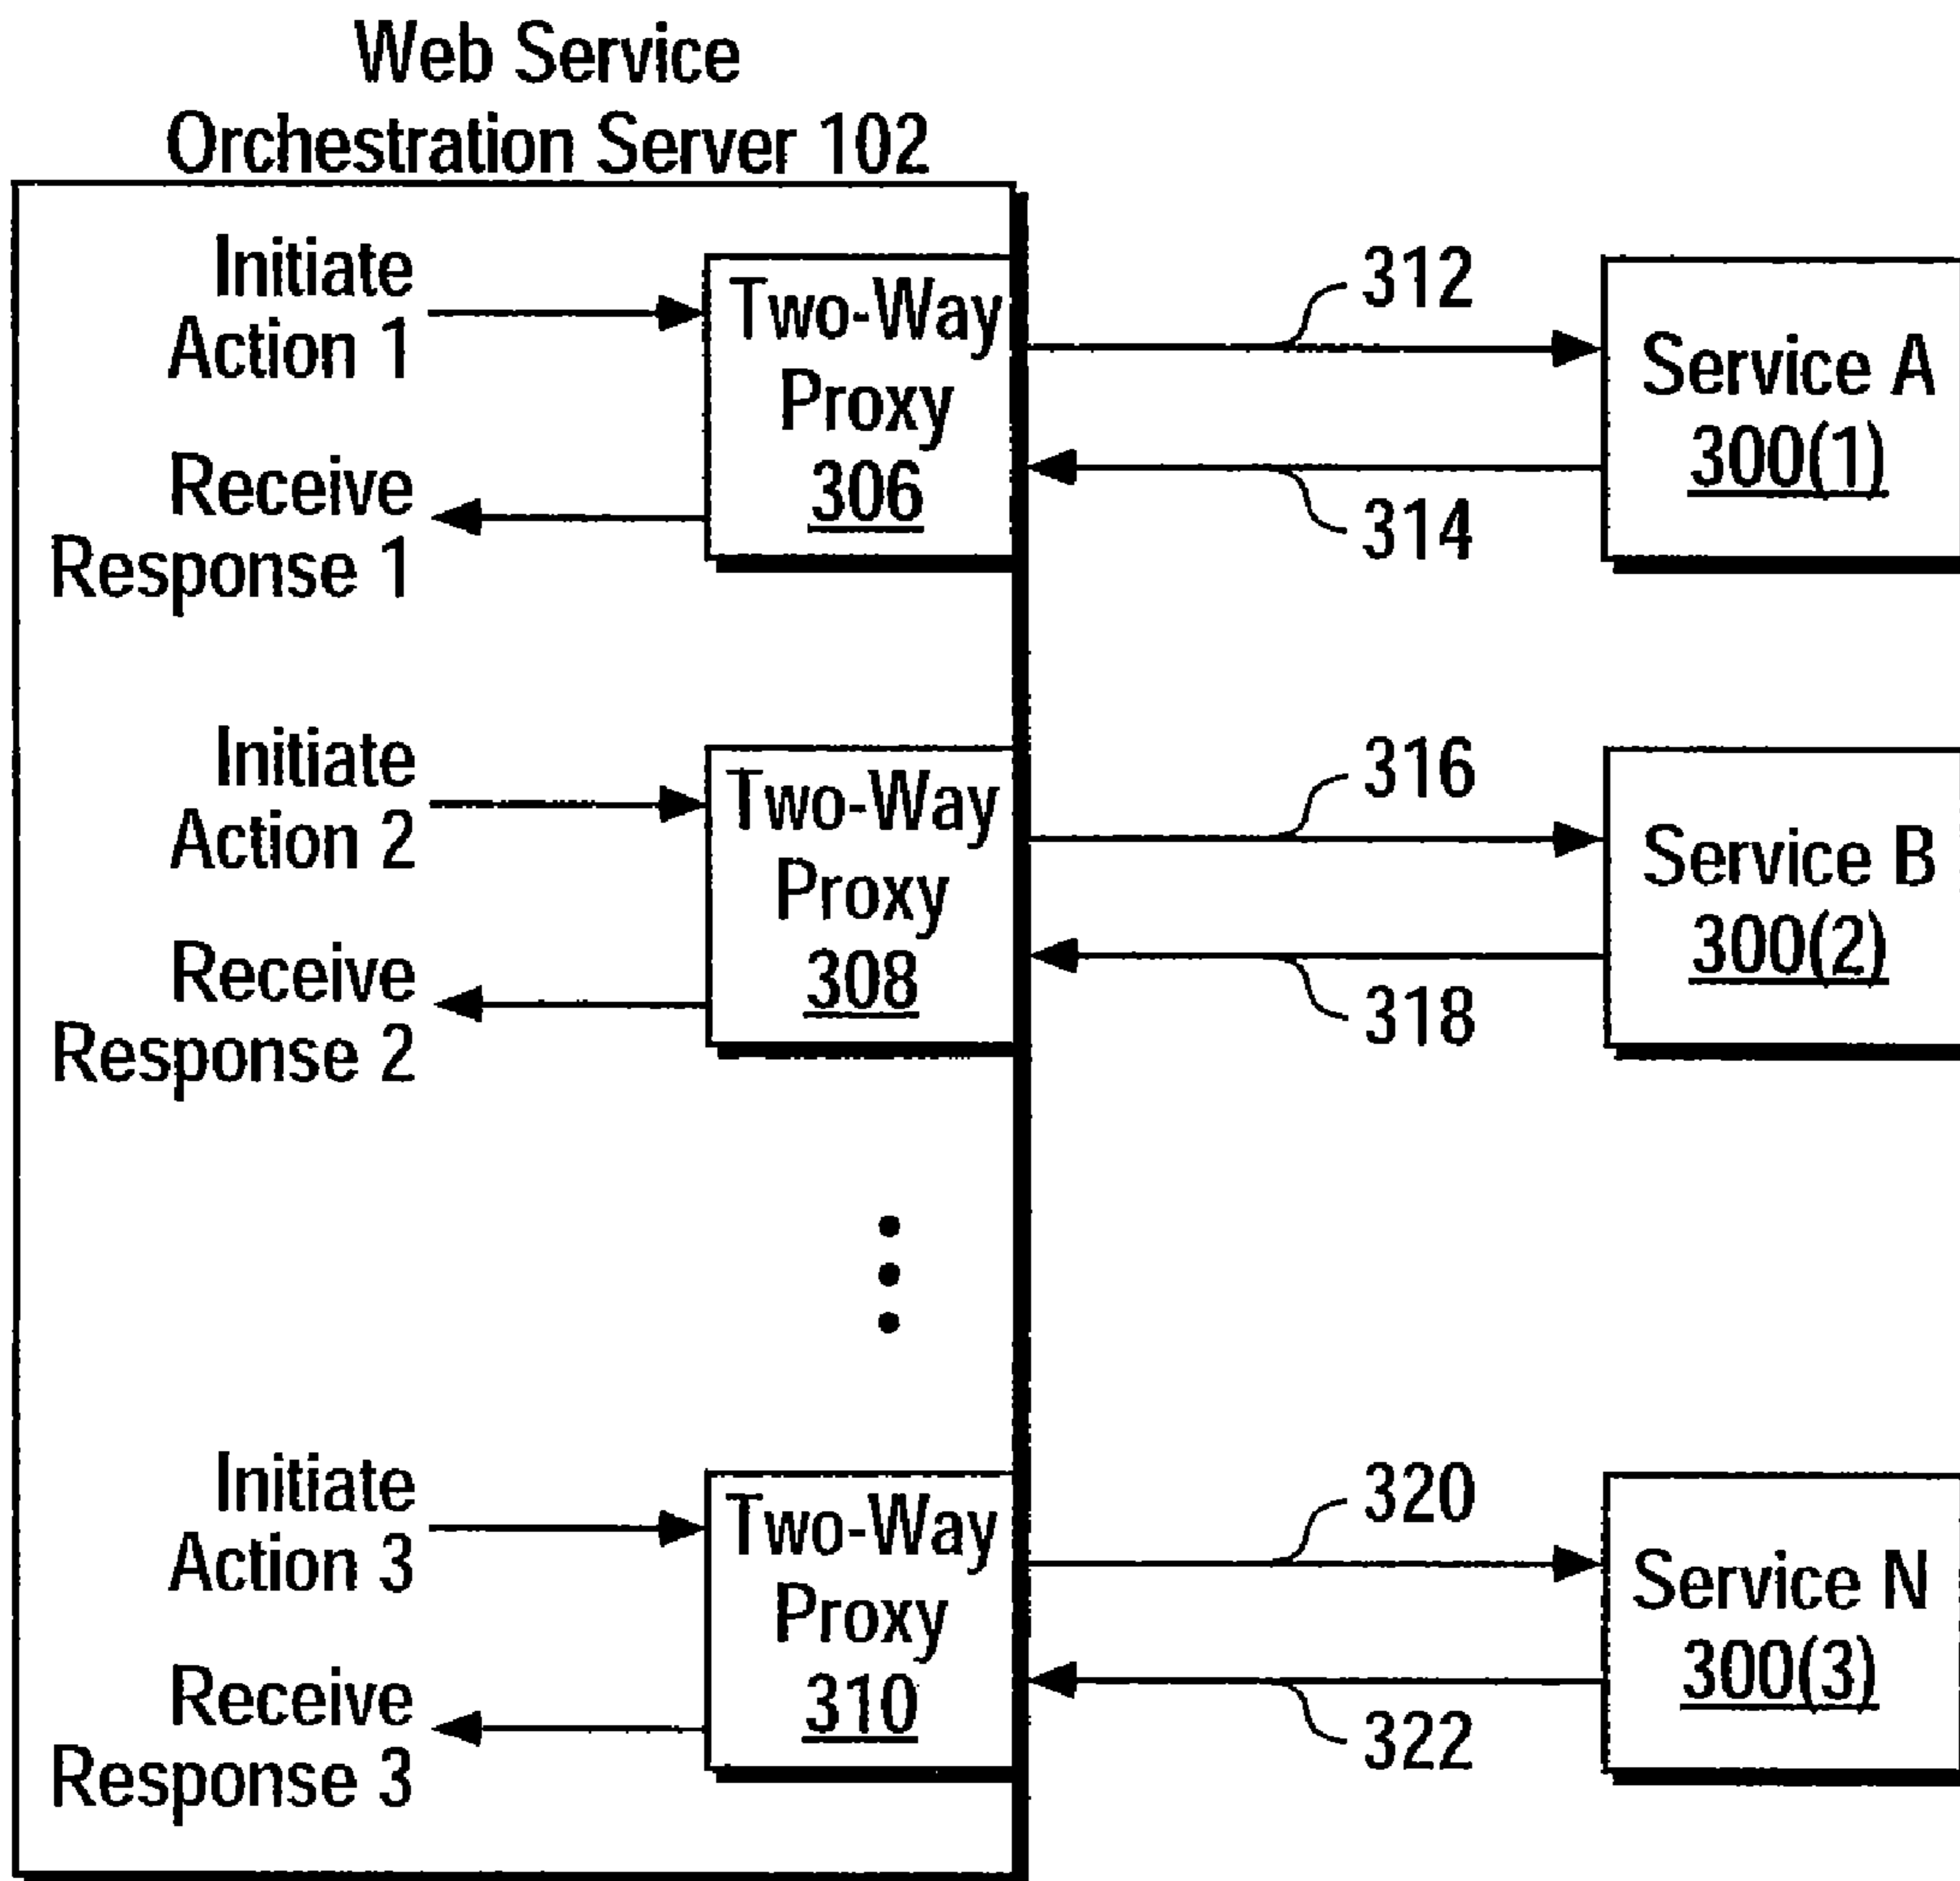 Web Service
Orchestration Server 102
Initiate
Action 1
Receive
Response 1
Two-Way
Proxy
306
312
314
Service A
300(1)
Initiate
Action 2
Receive
Response 2
Two-Way
Proxy
308
316
318
Service B
300(2)
Initiate
Action 3
Receive
Response 3
Two-Way
Proxy
310
320
322
Service N
300(3)